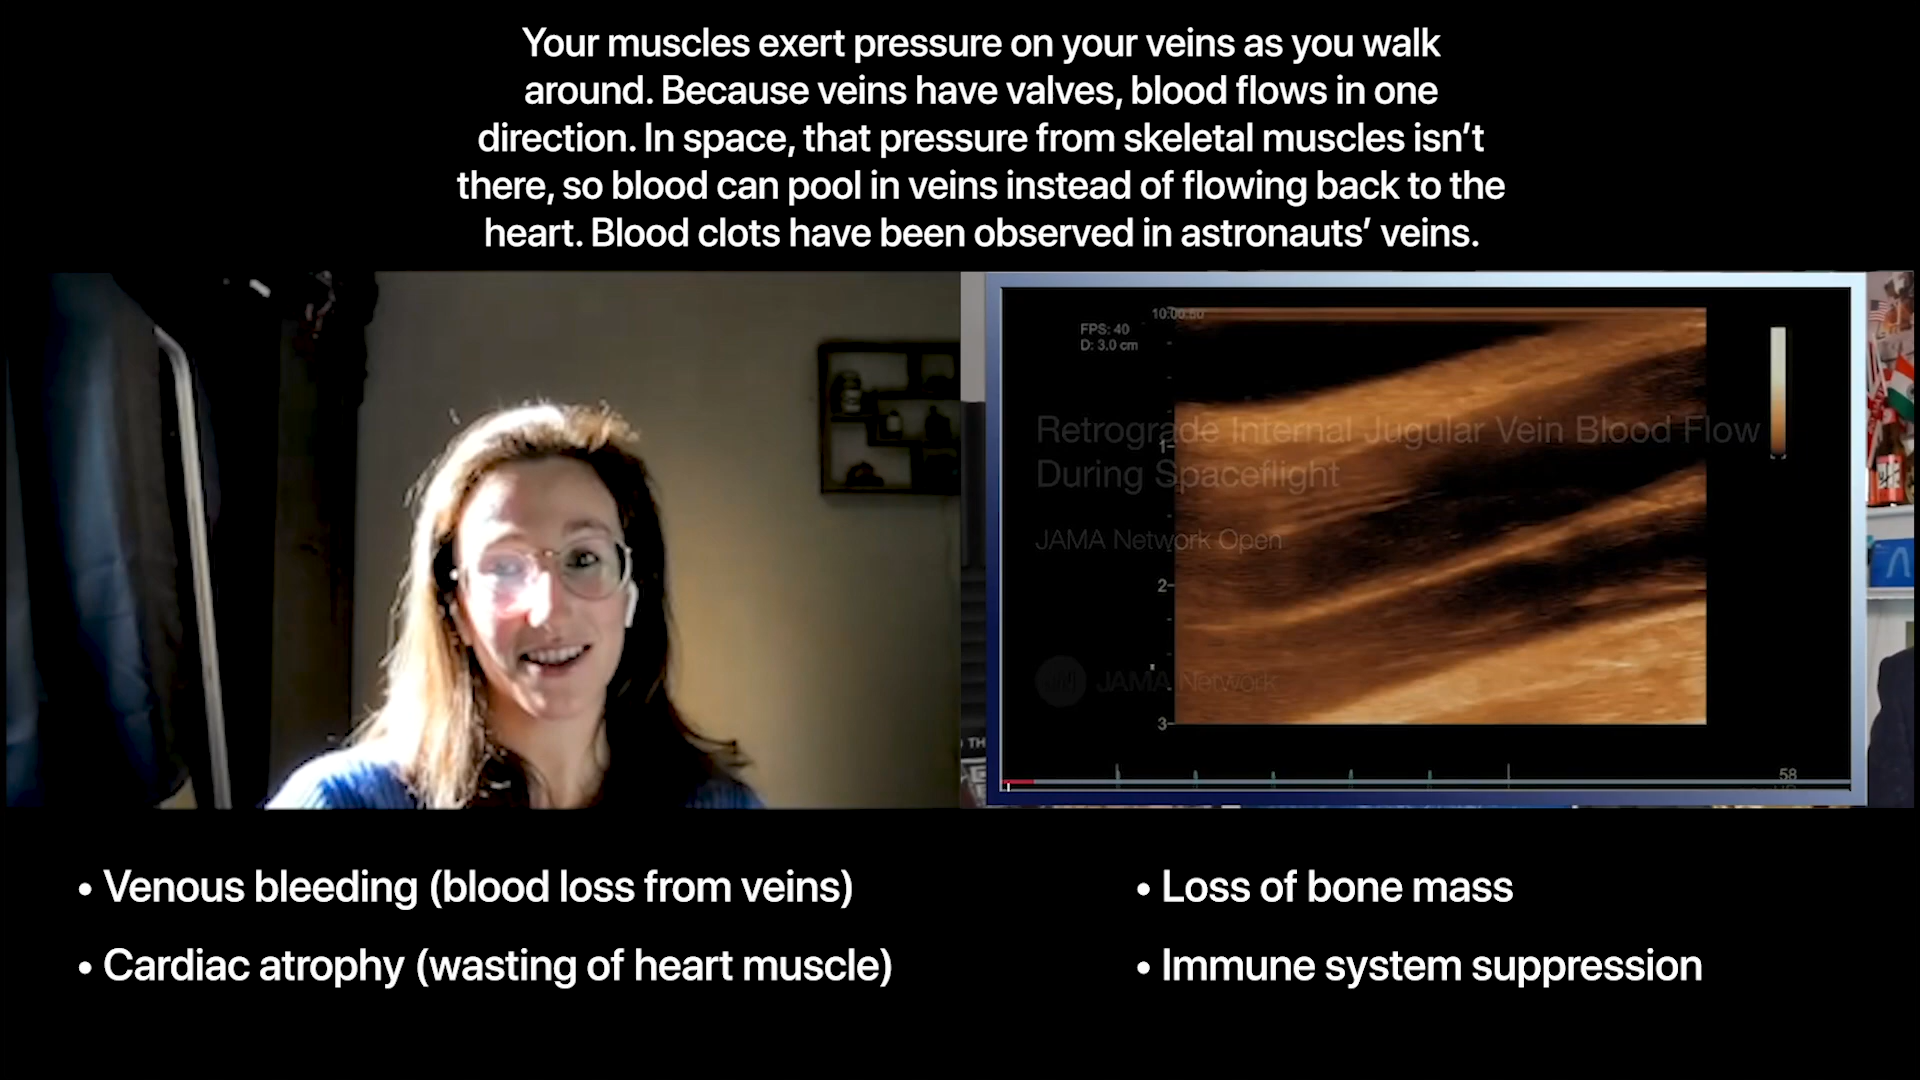 Your muscles exert pressure on your veins as you walk
around. Because veins have valves, blood flows in one
direction. In space, that pressure from skeletal muscles isn't
there, so blood can pool in veins instead of flowing back to the
heart. Blood clots have been observed in astronauts' veins.
10:00:50
FPS: 40
D: 3.0 cm
Retrograde Internal Jugular Vein Blood Flow
During Spaceflight
1
JAMA Network Open
2
JAMA Network
3
TH
58
• Venous bleeding (blood loss from veins)
• Cardiac atrophy (wasting of heart muscle)
• Loss of bone mass
• Immune system suppression